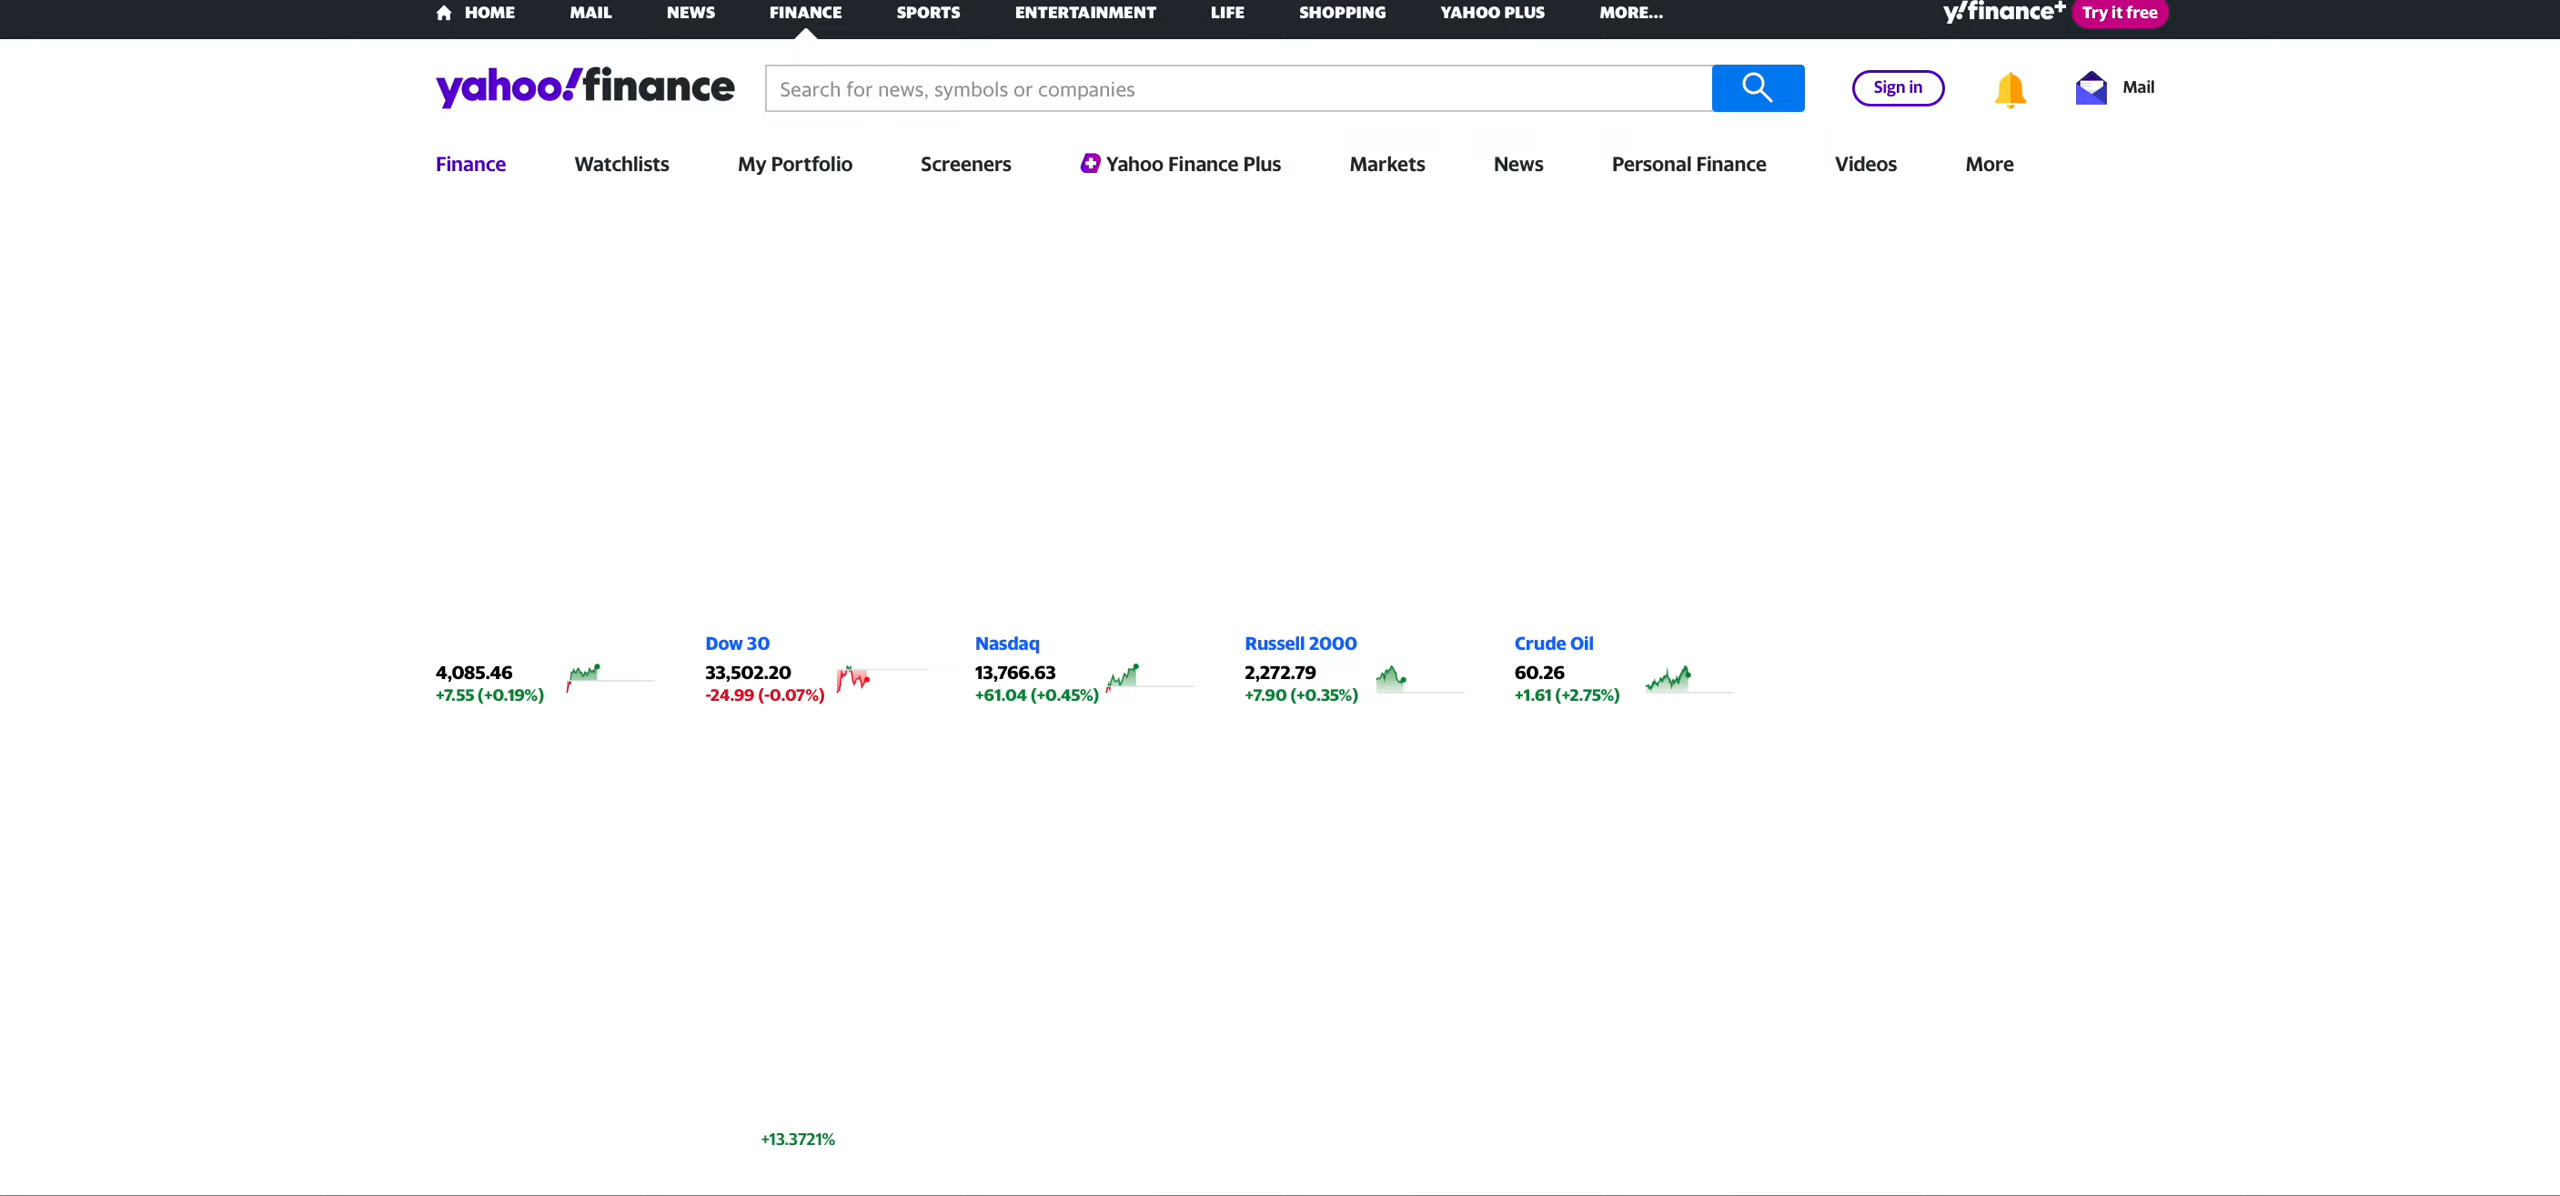 HOME MAIL NEWS FINANCE SPORTS ENTERTAINMENT LIFE SHOPPING YAHOO PLUS MORE... y!finance+ Try it free
yahoo!finance Search for news, symbols or companies Sign in Mail
Finance Watchlists My Portfolio Screeners Yahoo Finance Plus Markets News Personal Finance Videos More
Dow 30 Nasdaq Russell 2000 Crude Oil
4,085.46 33,502.20 13,766.63 2,272.79 60.26
+7.55 (+0.19%) -24.99 (-0.07%) +61.04 (+0.45%) +7.90 (+0.35%) +1.61 (+2.75%)
+13.3721%